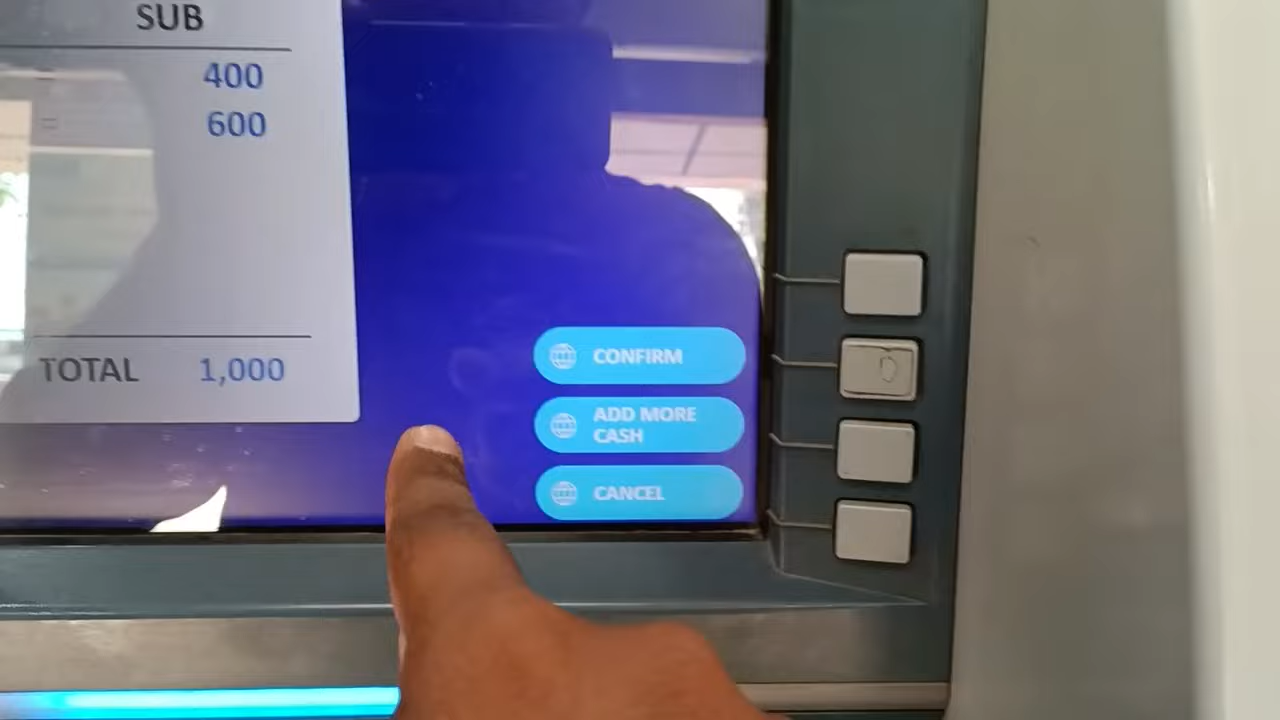 SUB
= 400
= 600
TOTAL 1,000
CONFIRM
ADD MORE
CASH
CANCEL